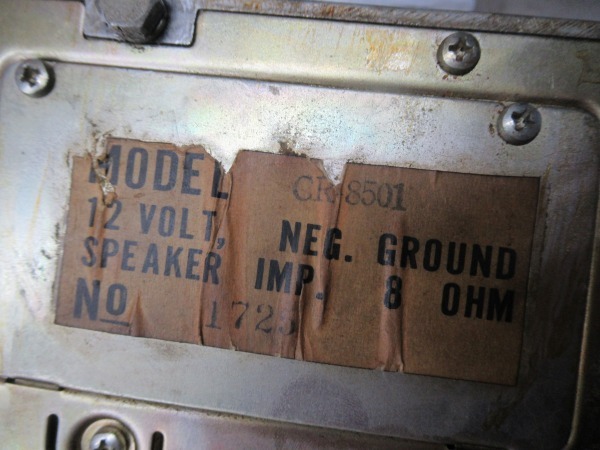 MODEL CR-8501
12 VOLT, NEG. GROUND
SPEAKER IMP. 8 OHM
No